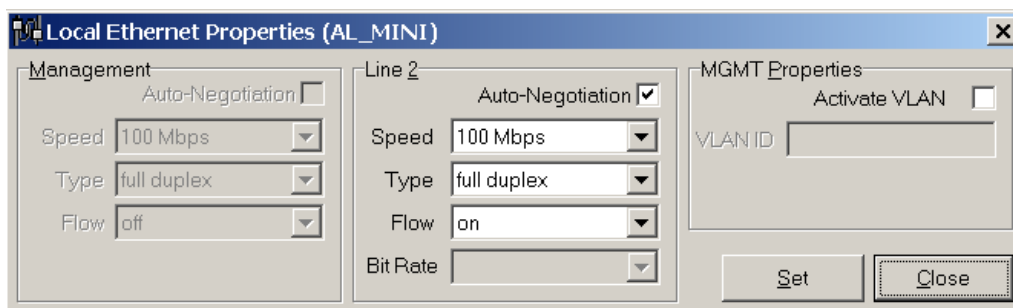 Local Ethernet Properties (AL_MINI)
Management
Auto-Negotiation
Speed 100 Mbps
Type full duplex
Flow off
Line 2
Auto-Negotiation
Speed 100 Mbps
Type full duplex
Flow on
Bit Rate
MGMT Properties
Activate VLAN
VLAN ID
Set
Close